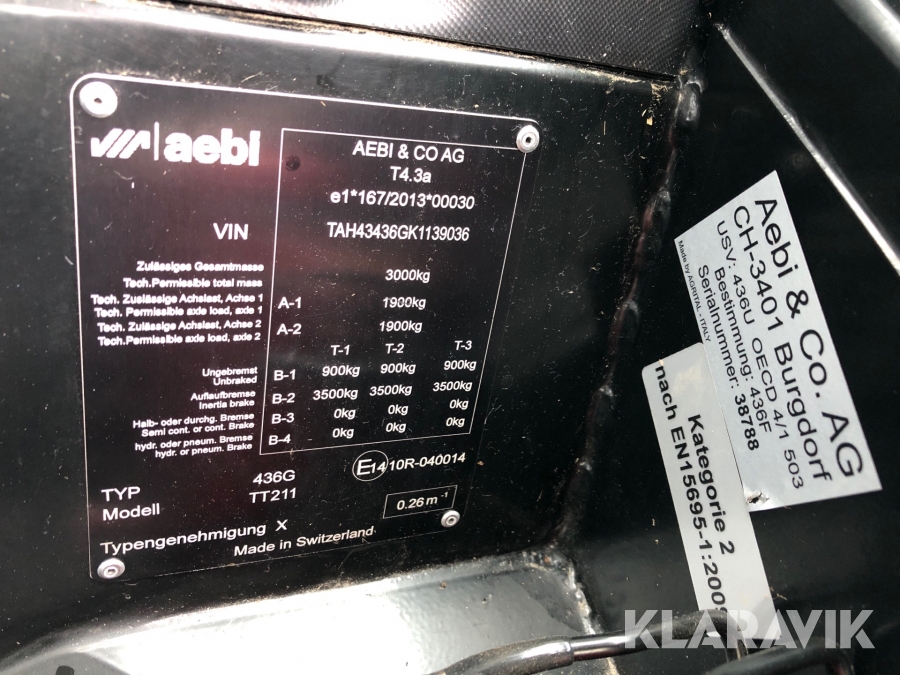 aebi
AEBI & CO AG
T4.3a
e1*167/2013*00030
VIN TAH43436GK1139036
Zulässiges Gesamtmasse
Tech.Permissible total mass 3000kg
Tech. Zuslässige Achslast, Achse 1
Tech. Permissible axle load, axle 1 A-1 1900kg
Tech. Zulässige Achslast, Achse 2
Tech.Permissible axle load, axle 2 A-2 1900kg
T-1 T-2 T-3
Ungebremst
Unbraked B-1 900kg 900kg 900kg
Auflaufbremse
Inertia brake B-2 3500kg 3500kg 3500kg
Halb- oder durchg. Bremse
Semi cont. or cont. Brake B-3 0kg 0kg 0kg
hydr. oder pneum. Bremse
hydr. or pneum. Brake B-4 0kg 0kg 0kg
E14 10R-040014
TYP 436G
Modell TT211
0.26 m⁻¹
Typengenehmigung X
Made in Switzerland
Aebi & Co. AG
CH-3401 Burgdorf
USV: 436U OECD 4/1 503
Bestimmung: 436F
Serialnummer: 38788
Made by AGRITAL - ITALY
Kategorie 2
nach EN15695-1:2009
KLARAVIK